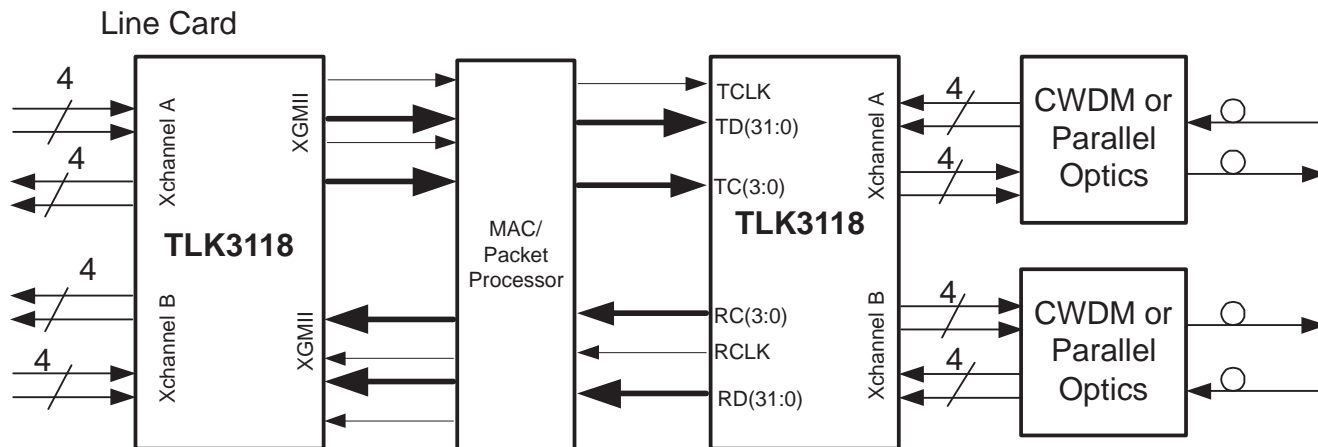 Line Card
4
4
4
4
Xchannel A
Xchannel B
TLK3118
XGMII
XGMII
MAC/
Packet
Processor
TCLK
TD(31:0)
TC(3:0)
TLK3118
RC(3:0)
RCLK
RD(31:0)
Xchannel A
Xchannel B
4
4
4
4
CWDM or
Parallel
Optics
CWDM or
Parallel
Optics